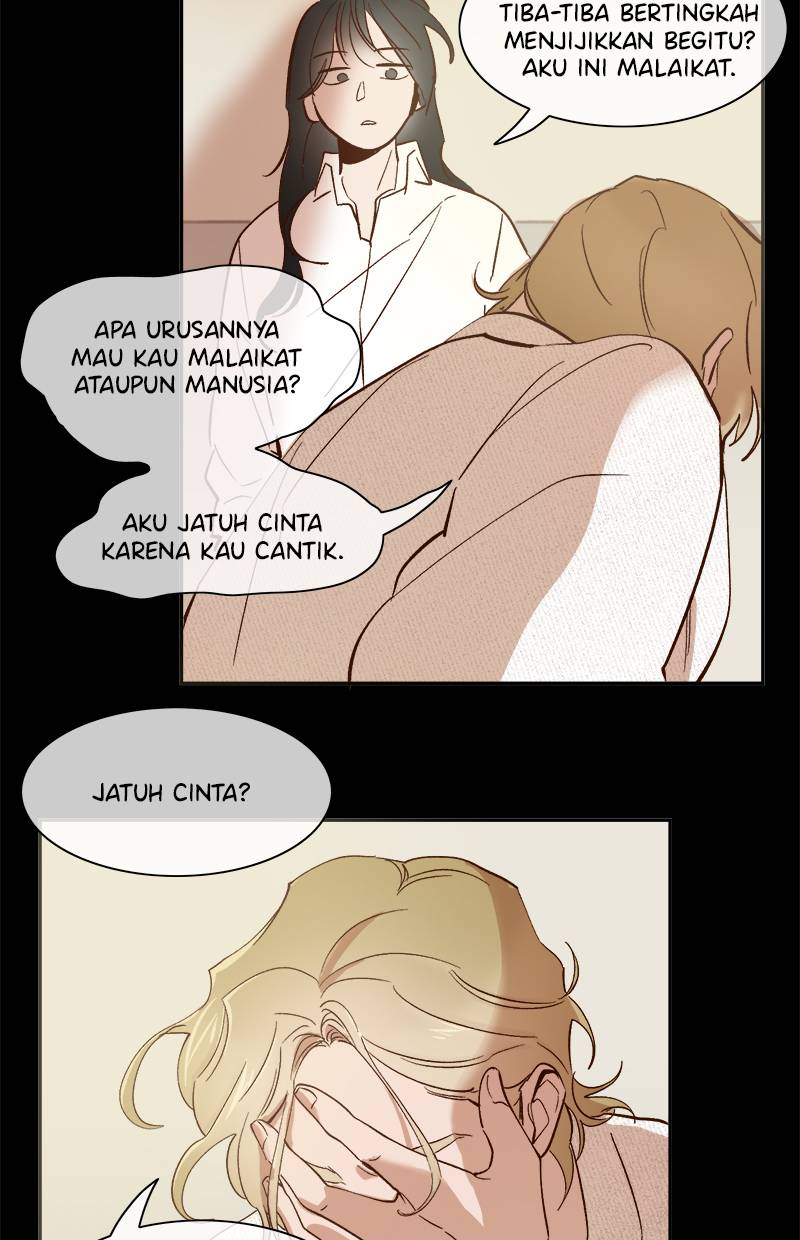 TIBA-TIBA BERTINGKAH
MENJIJIKKAN BEGITU?
AKU INI MALAIKAT.
APA URUSANNYA
MAU KAU MALAIKAT
ATAUPUN MANUSIA?
AKU JATUH CINTA
KARENA KAU CANTIK.
JATUH CINTA?